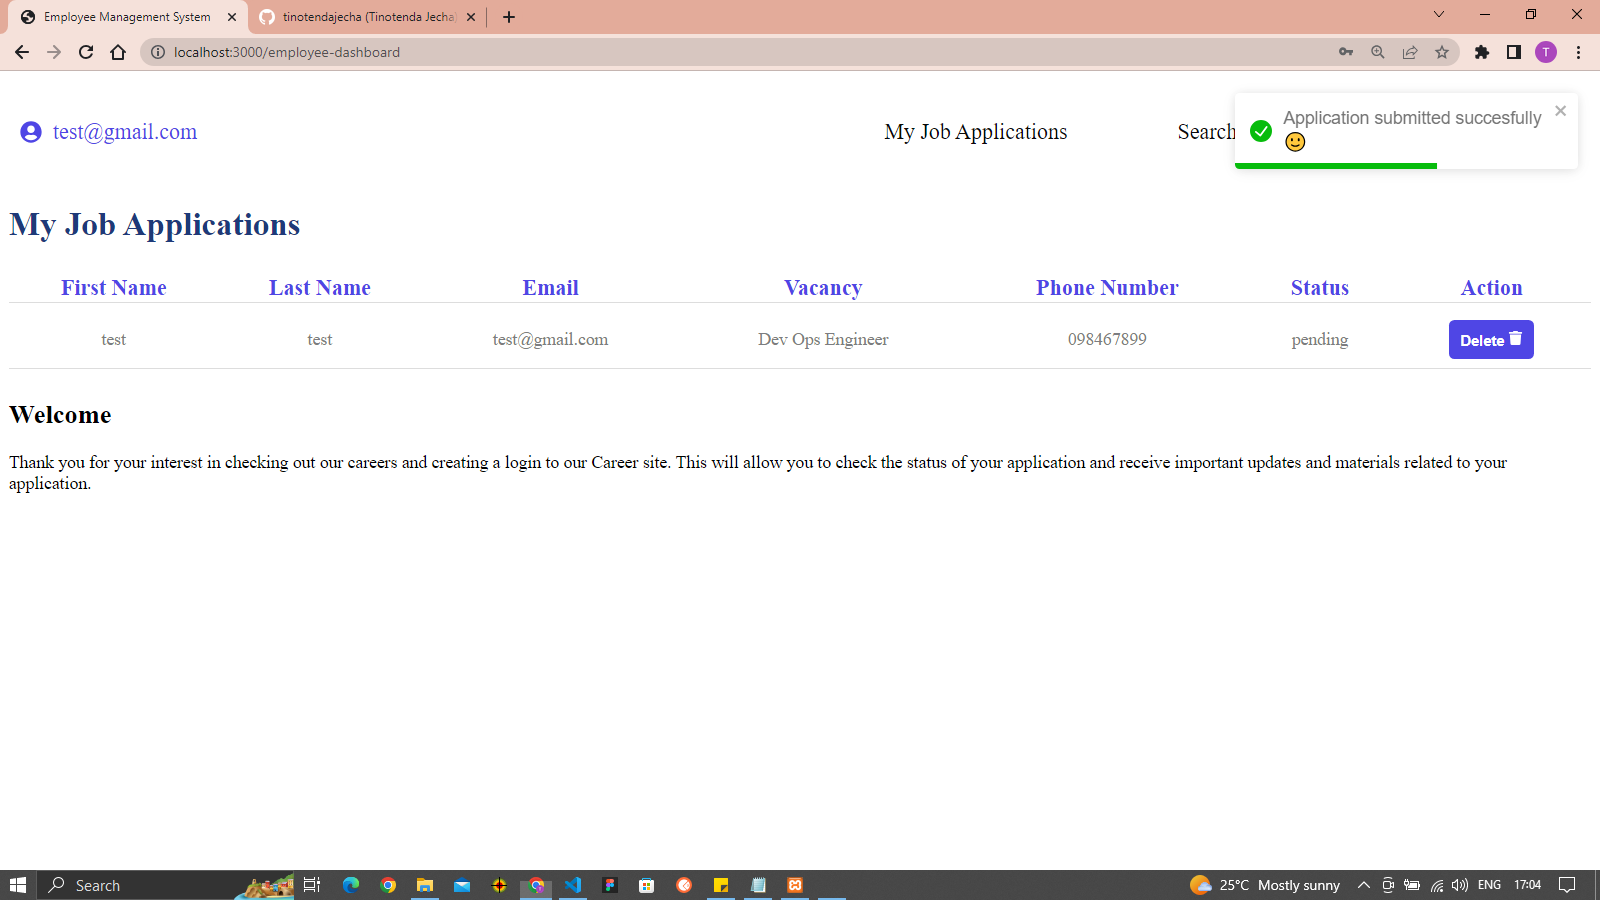 Employee Management System
tinotendajecha (Tinotenda Jecha)
localhost:3000/employee-dashboard
T
test@gmail.com
My Job Applications
Search
Application submitted succesfully
My Job Applications
First Name Last Name Email Vacancy Phone Number Status Action
test test test@gmail.com Dev Ops Engineer 098467899 pending Delete
Welcome
Thank you for your interest in checking out our careers and creating a login to our Career site. This will allow you to check the status of your application and receive important updates and materials related to your
application.
Search
25°C Mostly sunny
ENG
17:04